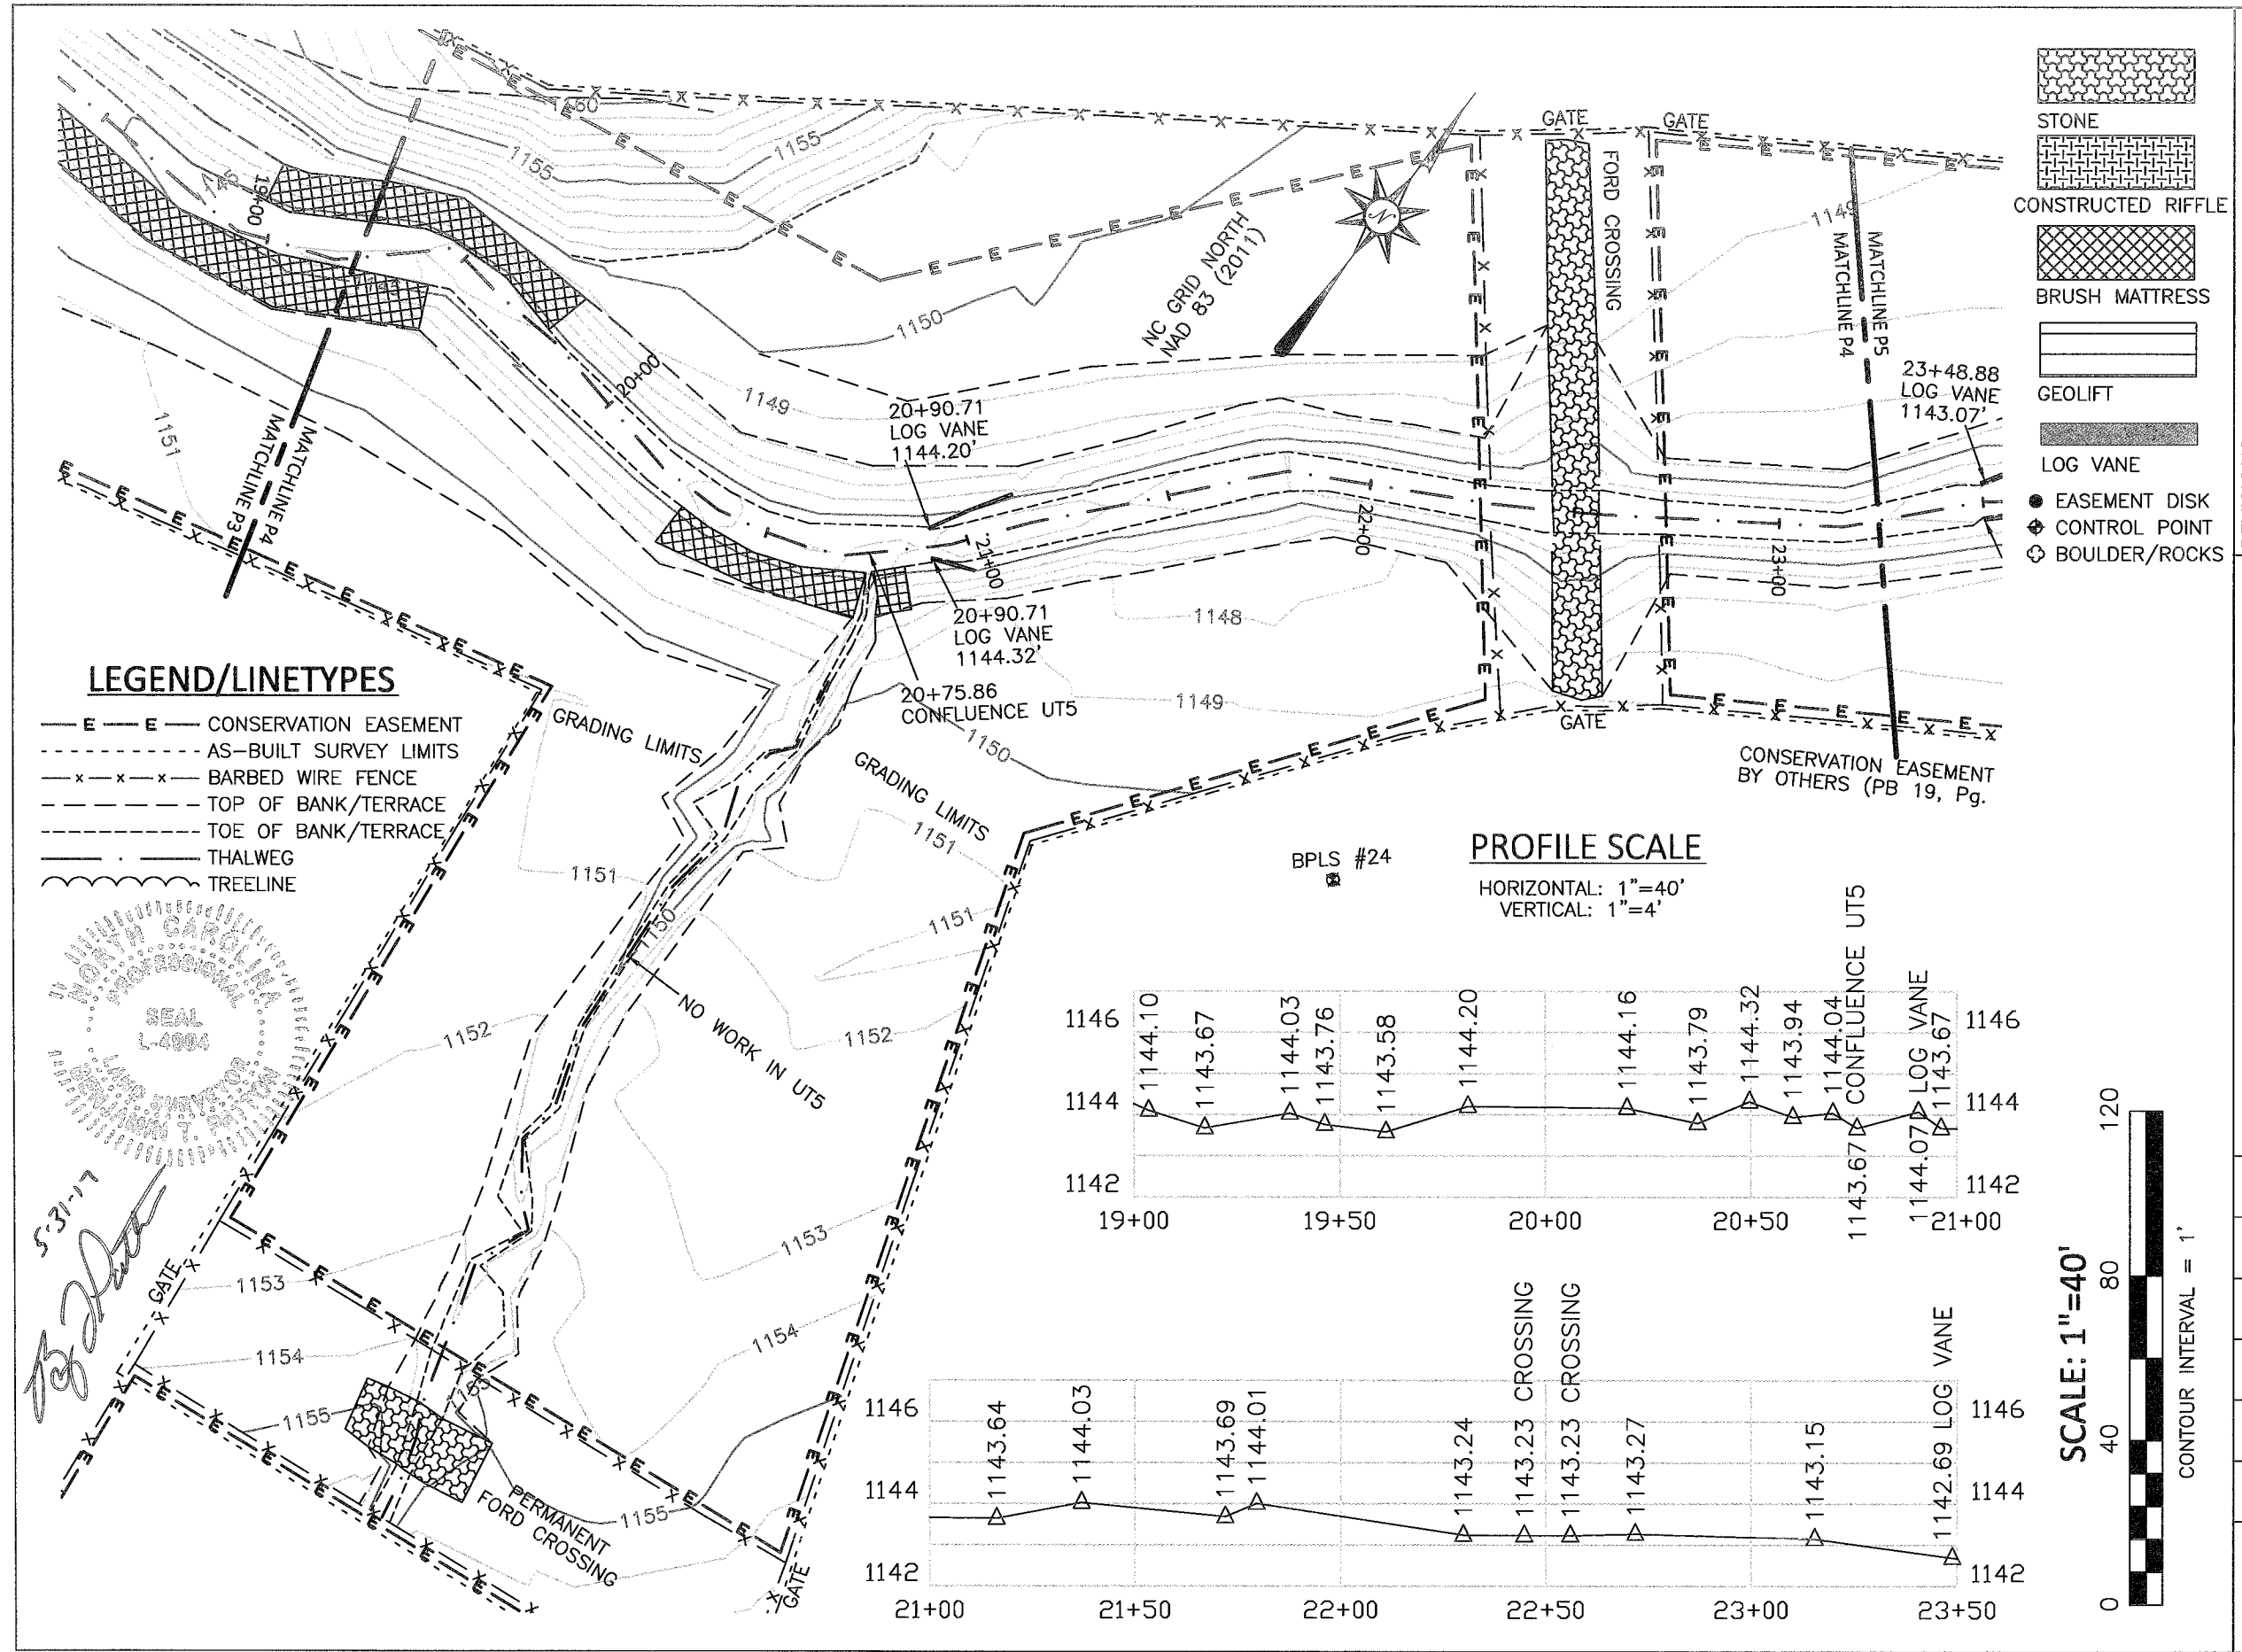 1160
1155
1155
GATE
GATE
FORD CROSSING
STONE
CONSTRUCTED RIFFLE
BRUSH MATTRESS
GEOLIFT
LOG VANE
EASEMENT DISK
CONTROL POINT
BOULDER/ROCKS
19+00
1145
N
NC GRID NORTH
NAD 83 (2011)
1149
MATCHLINE P5
MATCHLINE P4
23+48.88
LOG VANE
1143.07'
1150
1149
20+00
1151
MATCHLINE P4
MATCHLINE P3
20+90.71
LOG VANE
1144.20'
21+00
22+00
23+00
20+90.71
LOG VANE
1144.32'
1148
1149
1150
20+75.86
CONFLUENCE UT5
GATE
CONSERVATION EASEMENT
BY OTHERS (PB 19, Pg.
LEGEND/LINETYPES
E E CONSERVATION EASEMENT
AS-BUILT SURVEY LIMITS
x x x BARBED WIRE FENCE
TOP OF BANK/TERRACE
TOE OF BANK/TERRACE
THALWEG
TREELINE
GRADING LIMITS
GRADING LIMITS
1151
1151
1151
1150
NO WORK IN UT5
1152
1152
1153
1153
1154
1154
1155
1155
1153
GATE
GATE
PERMANENT
FORD CROSSING
NORTH CAROLINA
PROFESSIONAL
SEAL
L-4904
LAND SURVEYOR
BENJAMIN T.
5-31-17
BPLS #24
PROFILE SCALE
HORIZONTAL: 1"=40'
VERTICAL: 1"=4'
1146
1144
1142
1144.10
1143.67
1144.03
1143.76
1143.58
1144.20
1144.16
1143.79
1144.32
1143.94
1144.04
1143.67 CONFLUENCE UT5
1144.07 LOG VANE
1143.67
1146
1144
1142
19+00 19+50 20+00 20+50 21+00
1146
1144
1142
1143.64
1144.03
1143.69
1144.01
1143.24
1143.23 CROSSING
1143.23 CROSSING
1143.27
1143.15
1142.69 LOG VANE
1146
1144
1142
21+00 21+50 22+00 22+50 23+00 23+50
SCALE: 1"=40'
0 40 80 120
CONTOUR INTERVAL = 1'